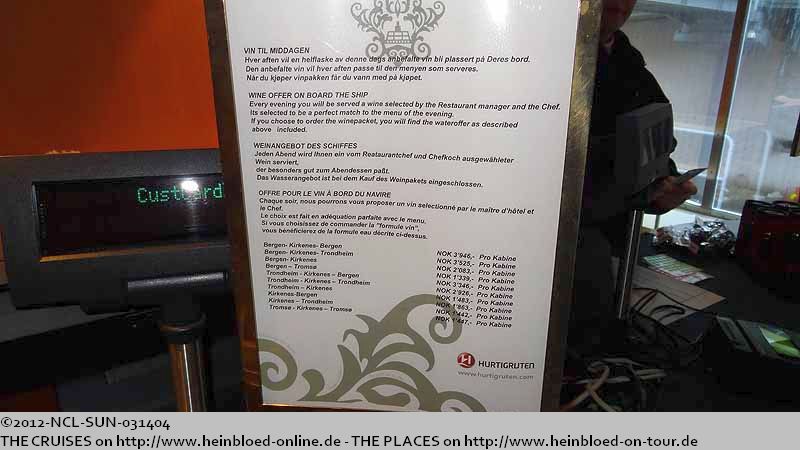 VIN TIL MIDDAGEN
Hver aften vil en helflaske av denne dags anbefalte vin bli plassert på Deres bord.
Den anbefalte vin vil hver aften passe til den menyen som serveres.
Når du kjøper vinpakken får du vann med på kjøpet.
WINE OFFER ON BOARD THE SHIP
Every evening you will be served a wine selected by the Restaurant manager and the Chef.
Its selected to be a perfect match to the menu of the evening.
If you choose to order the winepacket, you will find the wateroffer as described
above included.
WEINANGEBOT DES SCHIFFES
Jeden Abend wird Ihnen ein vom Reataurantchef und Chefkoch ausgewähleter
Wein serviert,
der besonders gut zum Abendessen paßt.
Das Wasserangebot ist bei dem Kauf des Weinpakets eingeschlossen.
OFFRE POUR LE VIN À BORD DU NAVIRE
Chaque soir, nous pourrons vous proposer un vin selectionné par le maître d'hôtel et
le Chef.
Le choix est fait en adéquation parfaite avec le menu.
Si vous choisissez de commander la "formule vin",
vous bénéficierez de la formule eau décrite ci-dessus.
Bergen- Kirkenes- Bergen NOK 3'946,- Pro Kabine
Bergen- Kirkenes- Trondheim NOK 3'525,- Pro Kabine
Bergen- Kirkenes NOK 2'083,- Pro Kabine
Bergen – Tromsø NOK 1'339,- Pro Kabine
Trondheim - Kirkenes – Bergen NOK 3'346,- Pro Kabine
Trondheim - Kirkenes – Trondheim NOK 2'926,- Pro Kabine
Trondheim – Kirkenes NOK 1'483,- Pro Kabine
Kirkenes-Bergen NOK 1'863,- Pro Kabine
Kirkenes – Trondheim NOK 1'442,- Pro Kabine
Tromsø - Kirkenes – Tromsø NOK Pro Kabine
HURTIGRUTEN
www.hurtigruten.com
©2012-NCL-SUN-031404
THE CRUISES on http://www.heinbloed-online.de - THE PLACES on http://www.heinbloed-on-tour.de